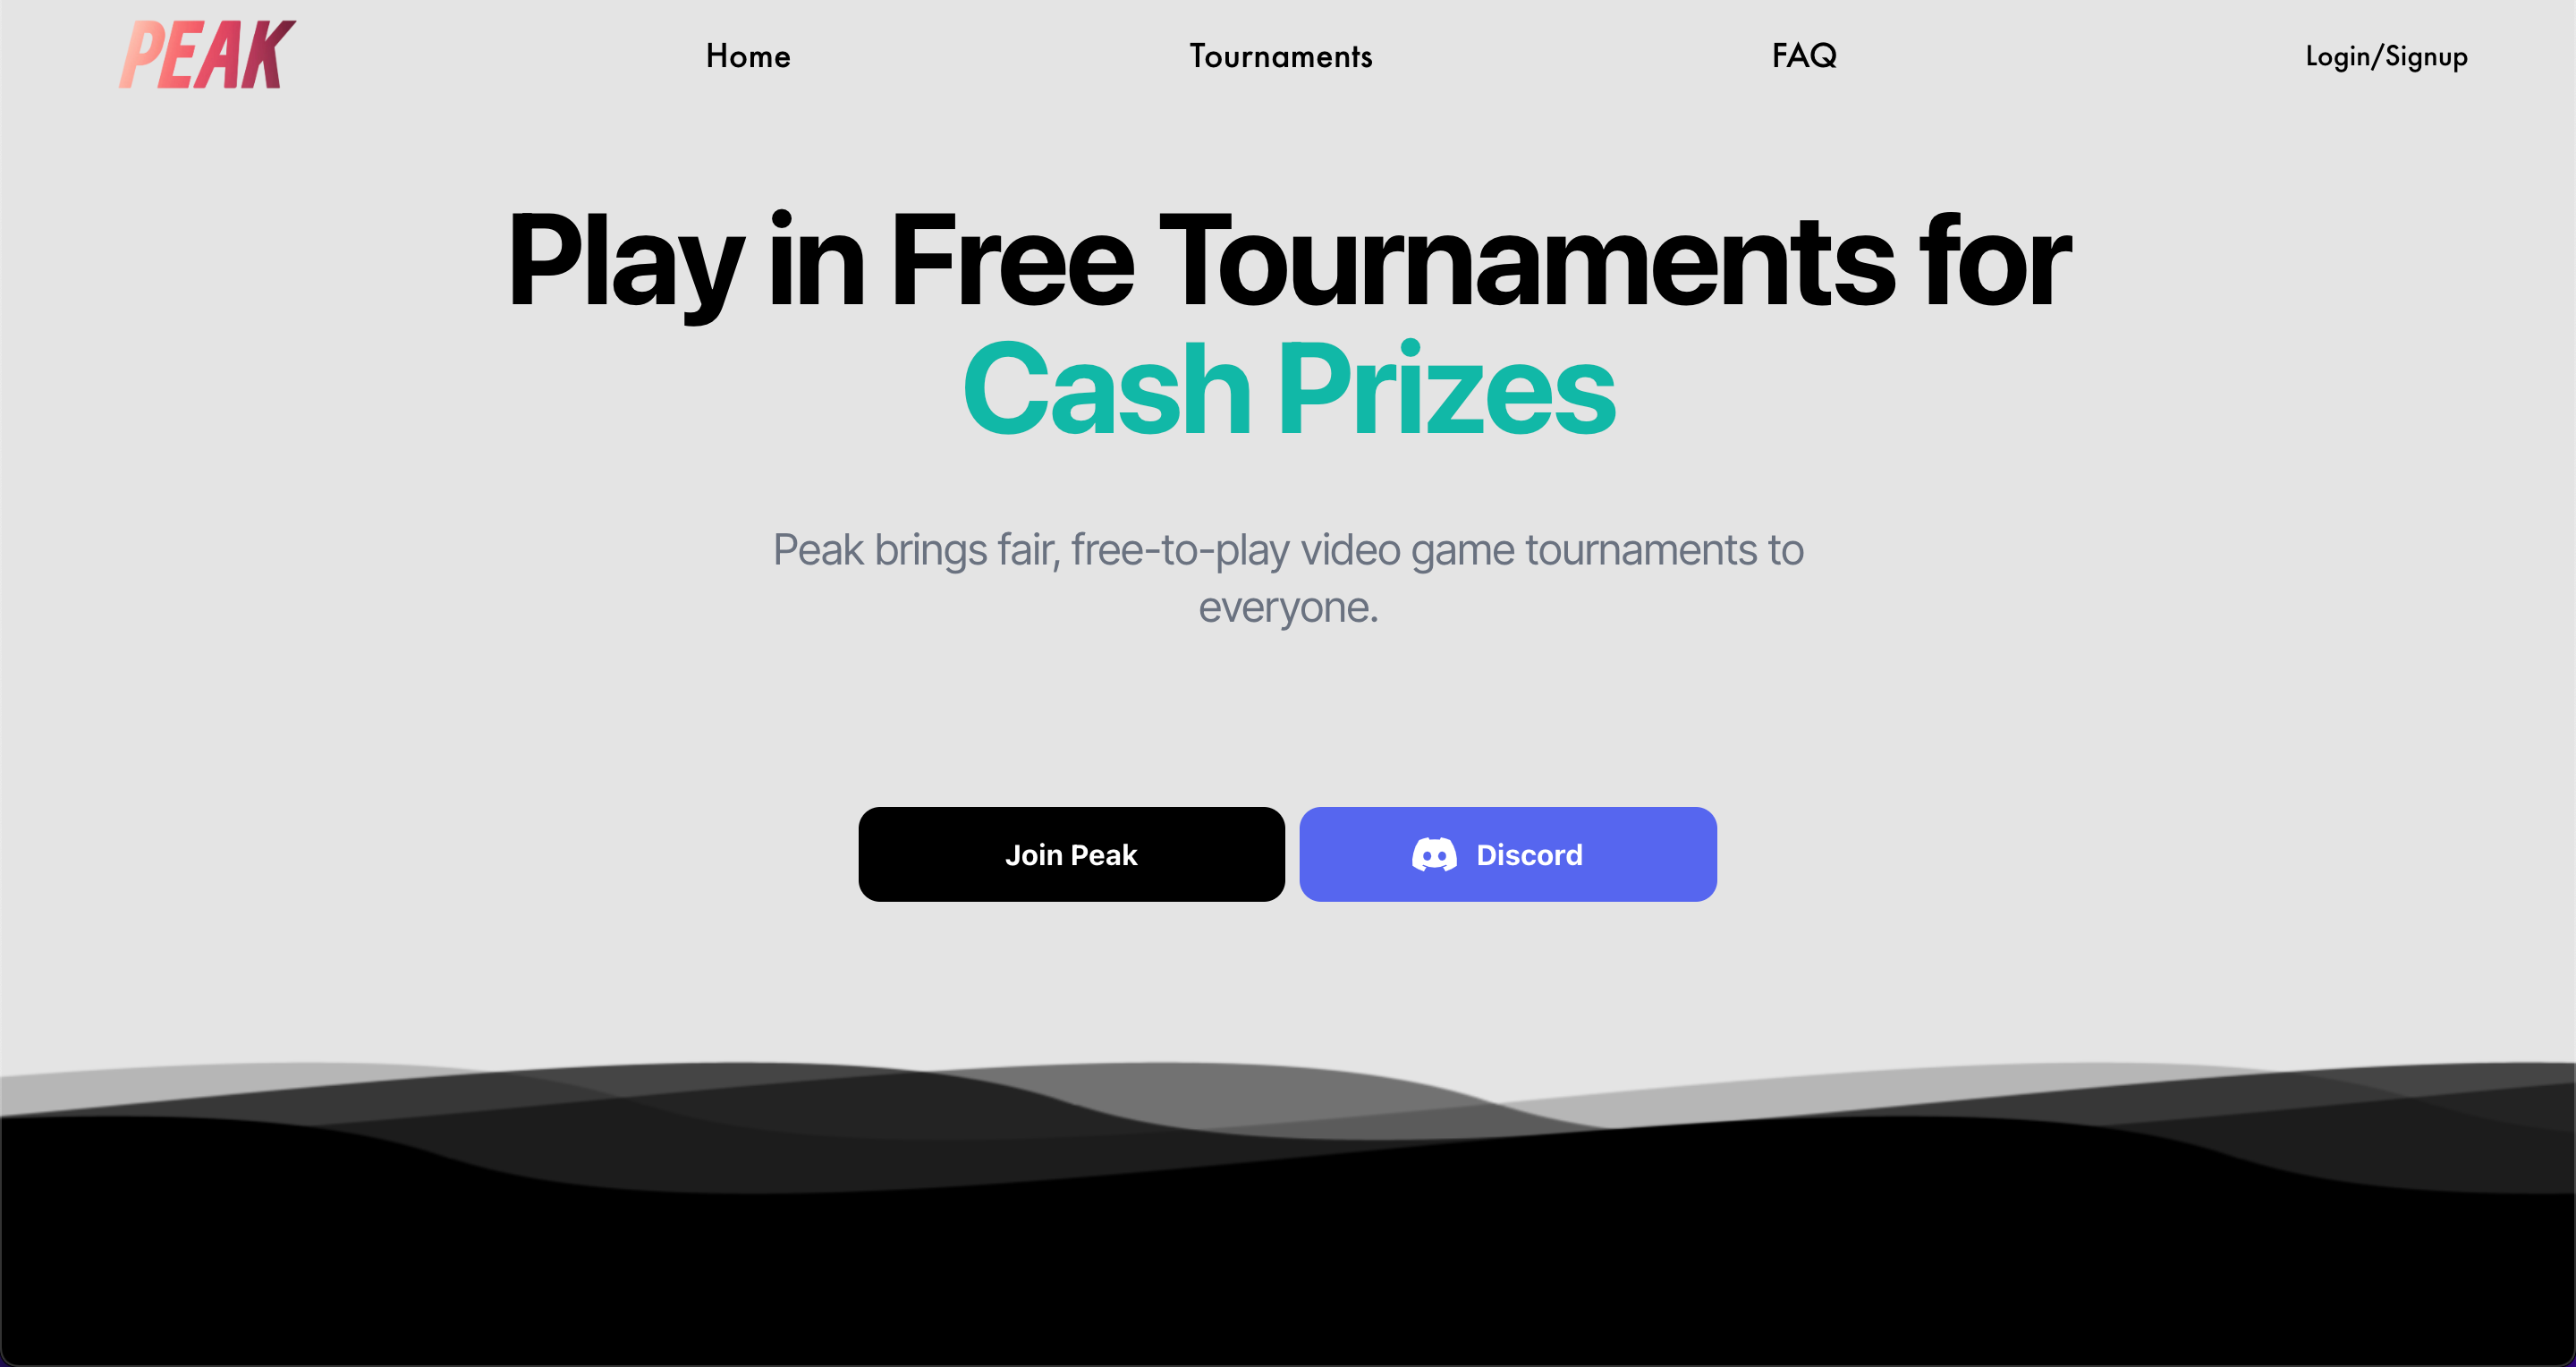 PEAK
Home
Tournaments
FAQ
Login/Signup
Play in Free Tournaments for
Cash Prizes
Peak brings fair, free-to-play video game tournaments to
everyone.
Join Peak
Discord